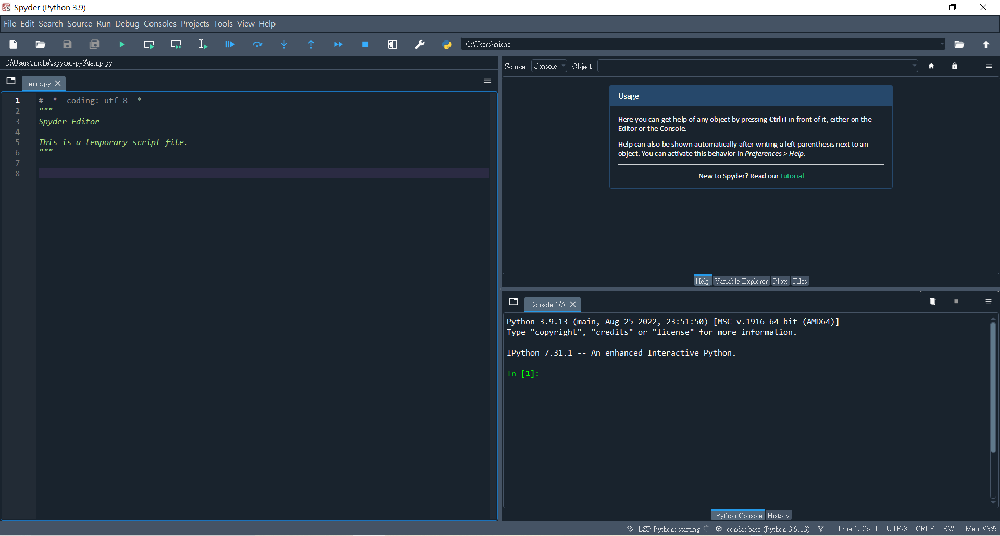 Spyder (Python 3.9)
File Edit Search Source Run Debug Consoles Projects Tools View Help
C:\Users\miche
C:\Users\miche\.spyder-py3\temp.py
temp.py
1 # -*- coding: utf-8 -*-
2 """
3 Spyder Editor
4
5 This is a temporary script file.
6 """
7
8
Source Console Object
Usage
Here you can get help of any object by pressing Ctrl+I in front of it, either on the
Editor or the Console.
Help can also be shown automatically after writing a left parenthesis next to an
object. You can activate this behavior in Preferences > Help.
New to Spyder? Read our tutorial
Help Variable Explorer Plots Files
Console 1/A
Python 3.9.13 (main, Aug 25 2022, 23:51:50) [MSC v.1916 64 bit (AMD64)]
Type "copyright", "credits" or "license" for more information.
IPython 7.31.1 -- An enhanced Interactive Python.
In [1]:
IPython Console History
LSP Python: starting conda: base (Python 3.9.13) Line 1, Col 1 UTF-8 CRLF RW Mem 93%